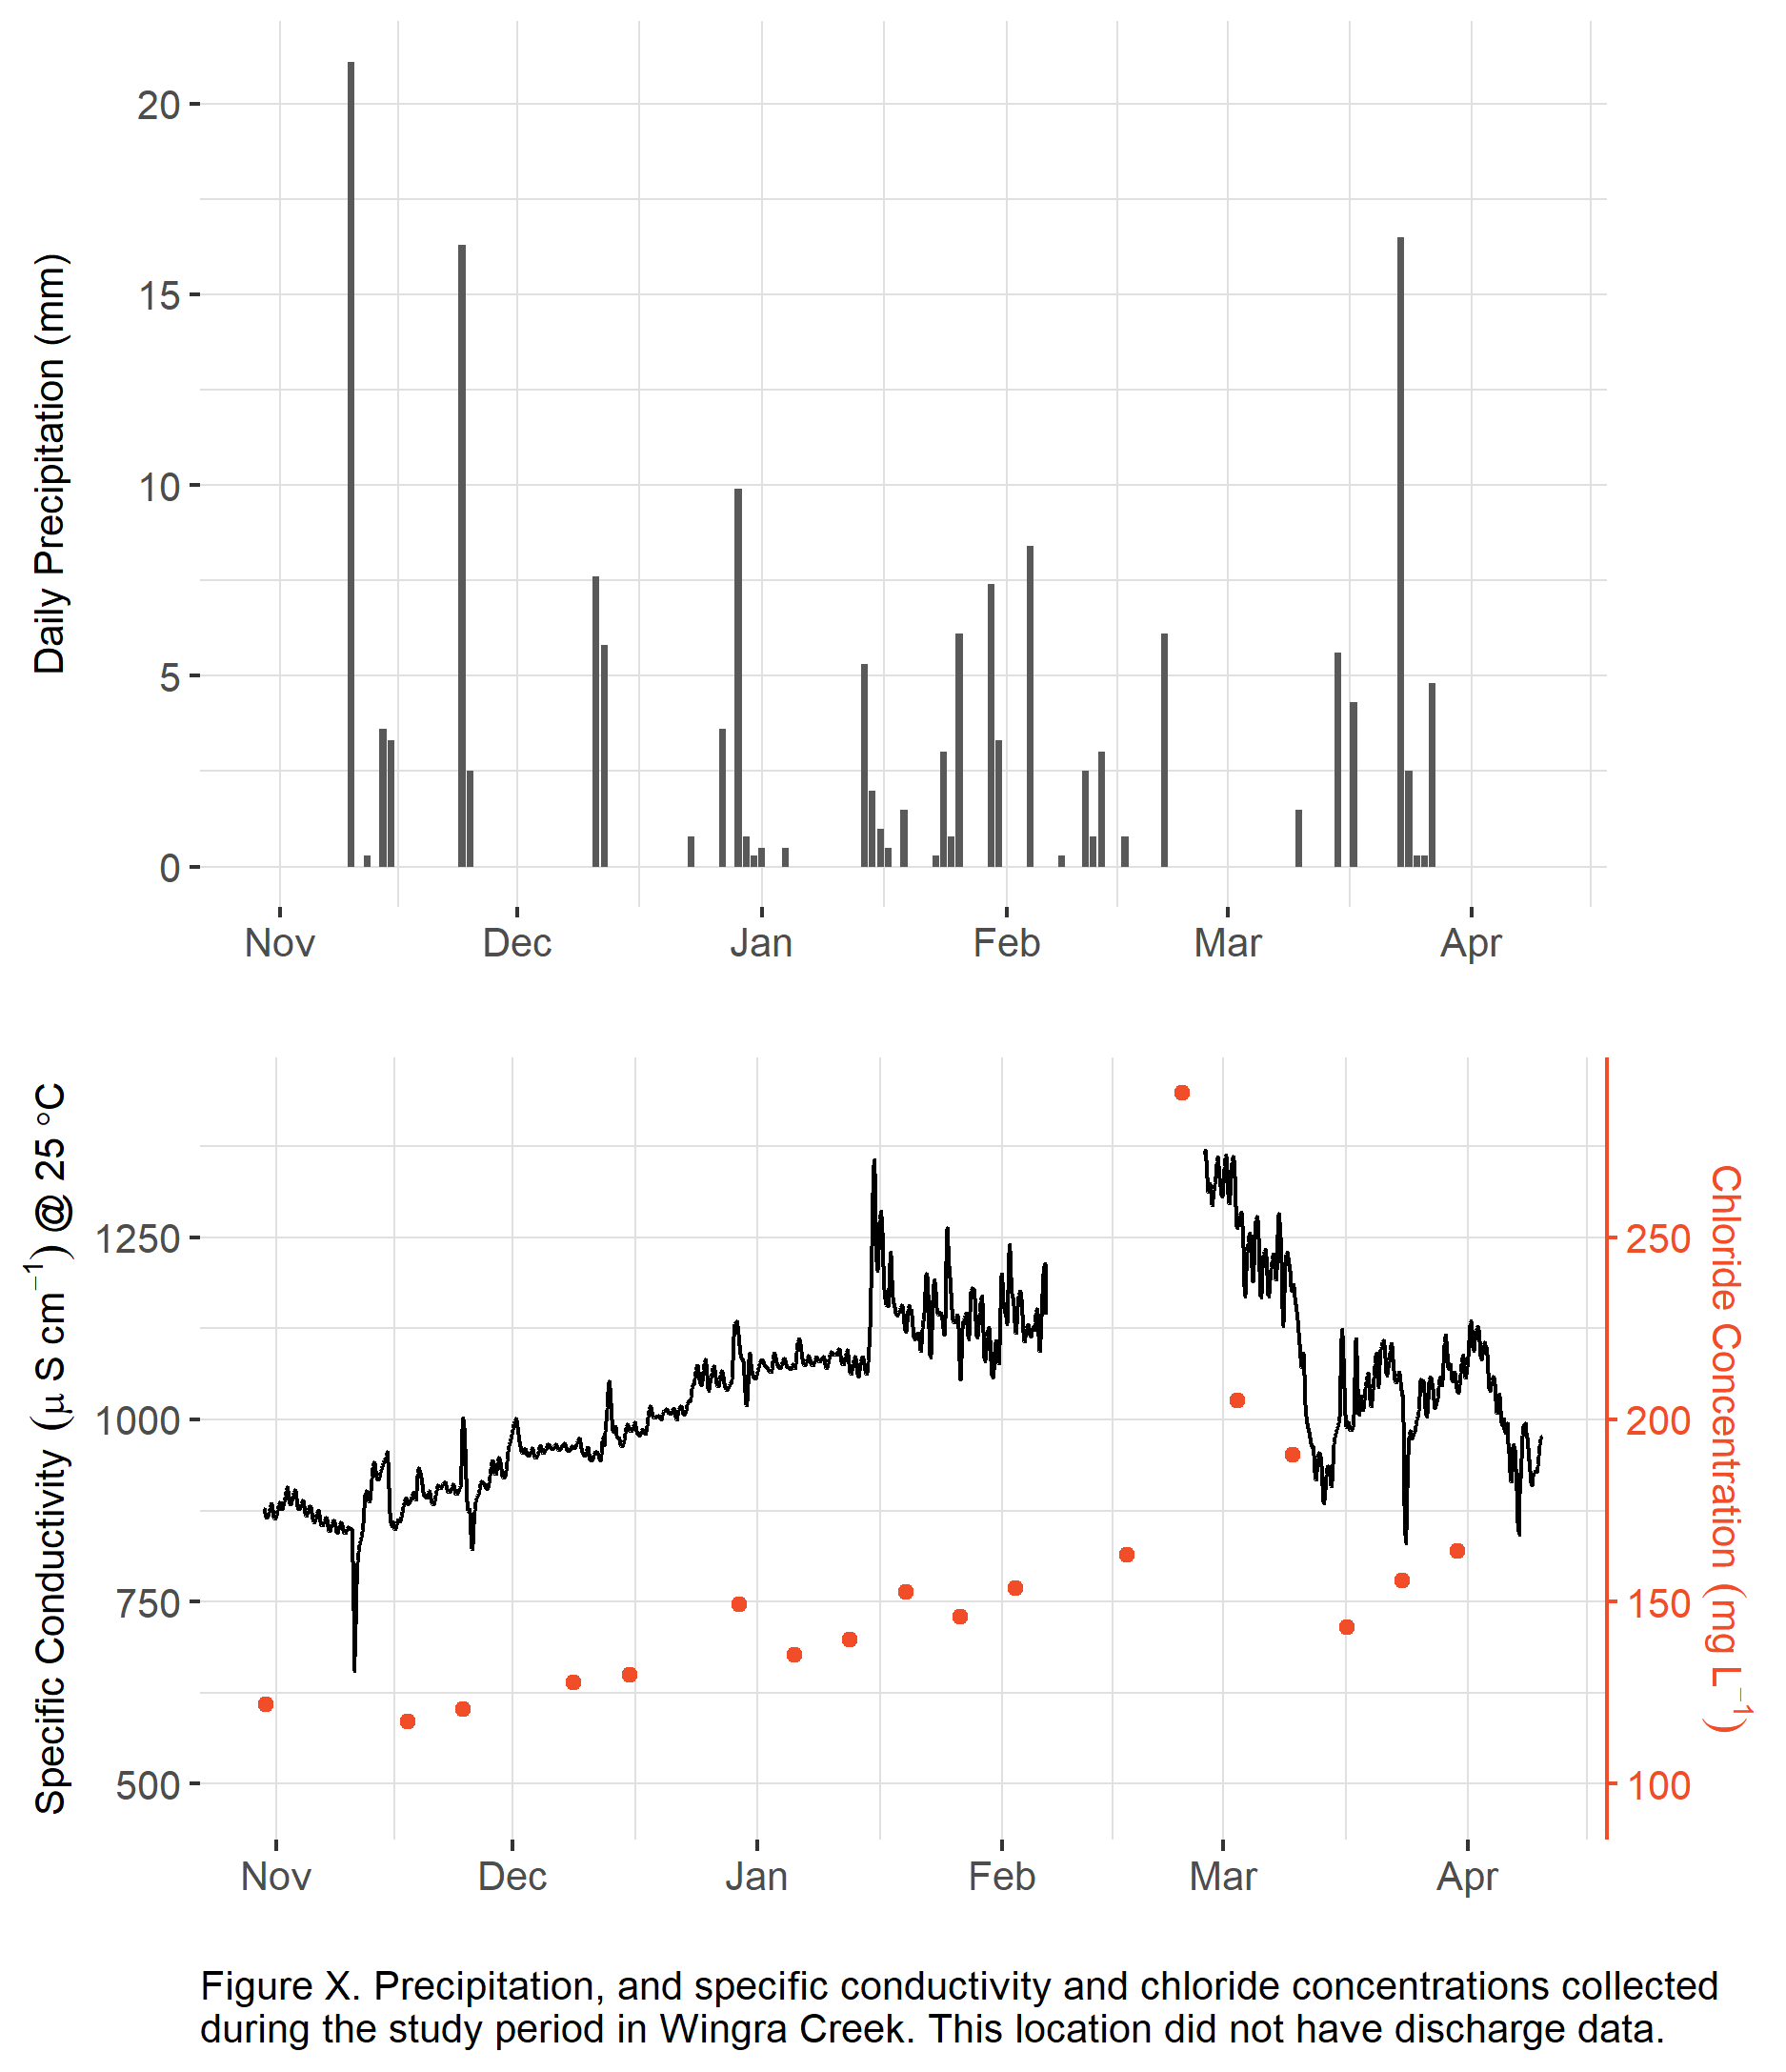 Daily Precipitation (mm)
20
15
10
5
0
Nov Dec Jan Feb Mar Apr
Specific Conductivity (μ S cm⁻¹) @ 25 °C
1250
1000
750
500
250
200
150
100
Chloride Concentration (mg L⁻¹)
Nov Dec Jan Feb Mar Apr
Figure X. Precipitation, and specific conductivity and chloride concentrations collected
during the study period in Wingra Creek. This location did not have discharge data.